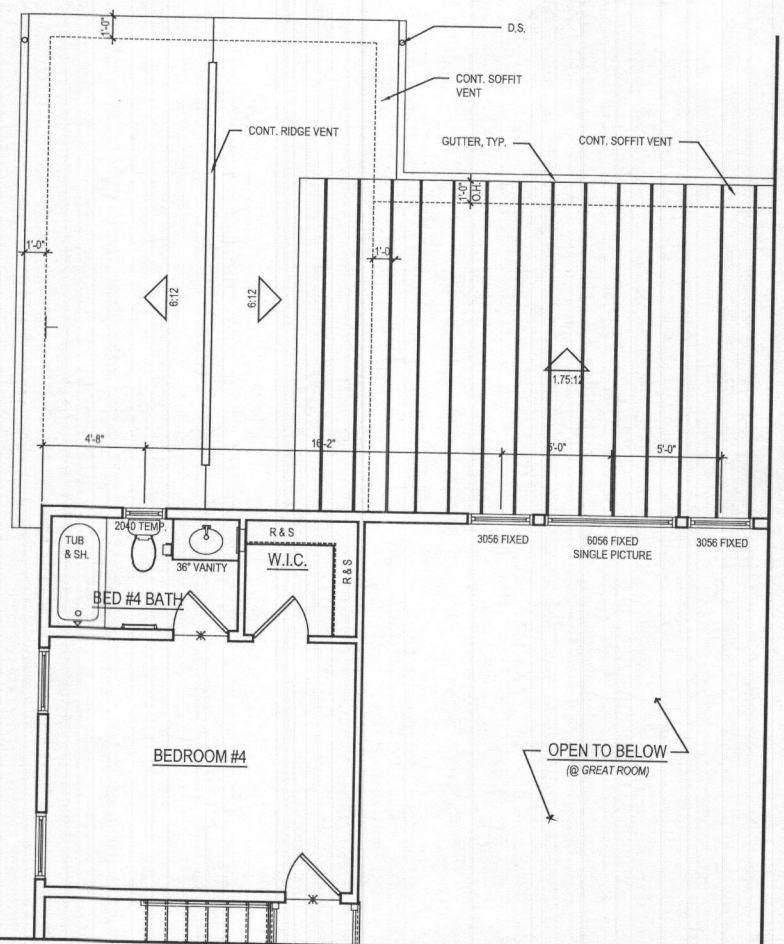 1'-0"
D.S.
CONT. SOFFIT
VENT
CONT. RIDGE VENT
GUTTER, TYP.
CONT. SOFFIT VENT
1'-0"
O.H.
1'-0"
1'-0
6:12
6:12
1.75:12
4'-8"
16'-2"
5'-0"
5'-0"
2040 TEMP.
TUB
& SH.
36" VANITY
R & S
W.I.C.
R & S
3056 FIXED
6056 FIXED
SINGLE PICTURE
3056 FIXED
BED #4 BATH
BEDROOM #4
OPEN TO BELOW
(@ GREAT ROOM)